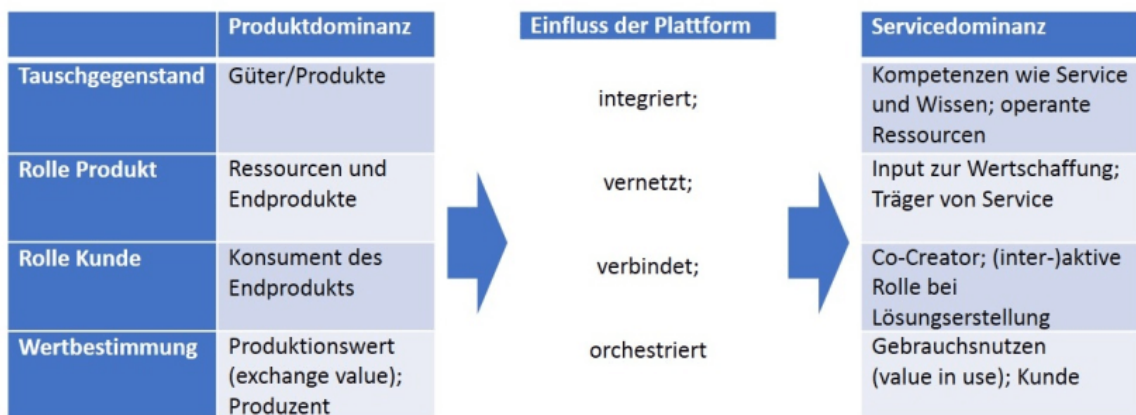 Produktdominanz
Einfluss der Plattform
Servicedominanz
Tauschgegenstand
Güter/Produkte
integriert;
Kompetenzen wie Service
und Wissen; operante
Ressourcen
Rolle Produkt
Ressourcen und
Endprodukte
vernetzt;
Input zur Wertschaffung;
Träger von Service
Rolle Kunde
Konsument des
Endprodukts
verbindet;
Co-Creator; (inter-)aktive
Rolle bei
Lösungserstellung
Wertbestimmung
Produktionswert
(exchange value);
Produzent
orchestriert
Gebrauchsnutzen
(value in use); Kunde